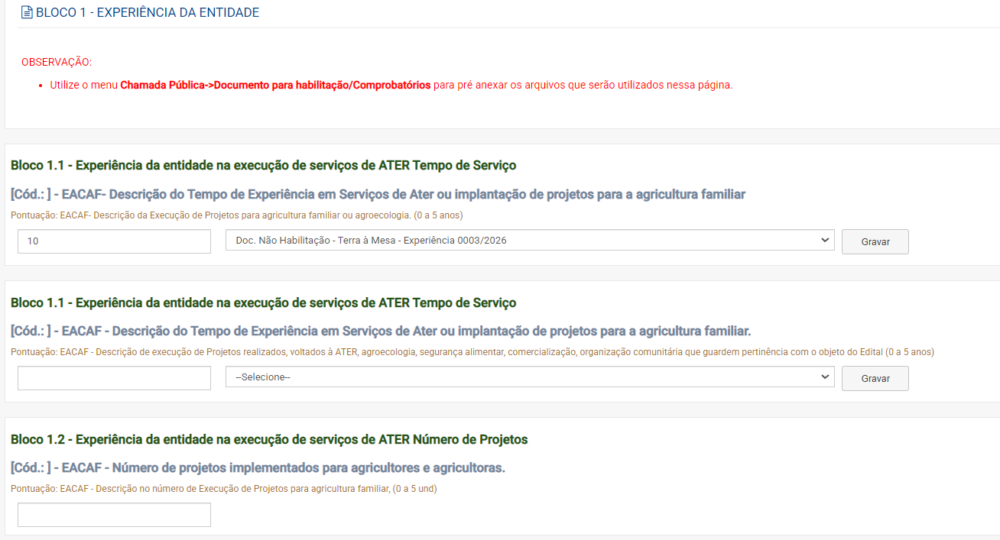 BLOCO 1 - EXPERIÊNCIA DA ENTIDADE
OBSERVAÇÃO:
• Utilize o menu Chamada Pública->Documento para habilitação/Comprobatórios para pré anexar os arquivos que serão utilizados nessa página.
Bloco 1.1 - Experiência da entidade na execução de serviços de ATER Tempo de Serviço
[Cód.: ] - EACAF- Descrição do Tempo de Experiência em Serviços de Ater ou implantação de projetos para a agricultura familiar
Pontuação: EACAF- Descrição da Execução de Projetos para agricultura familiar ou agroecologia. (0 a 5 anos)
10 Doc. Não Habilitação - Terra à Mesa - Experiência 0003/2026 Gravar
Bloco 1.1 - Experiência da entidade na execução de serviços de ATER Tempo de Serviço
[Cód.: ] - EACAF - Descrição do Tempo de Experiência em Serviços de Ater ou implantação de projetos para a agricultura familiar.
Pontuação: EACAF - Descrição de execução de Projetos realizados, voltados à ATER, agroecologia, segurança alimentar, comercialização, organização comunitária que guardem pertinência com o objeto do Edital (0 a 5 anos)
--Selecione-- Gravar
Bloco 1.2 - Experiência da entidade na execução de serviços de ATER Número de Projetos
[Cód.: ] - EACAF - Número de projetos implementados para agricultores e agricultoras.
Pontuação: EACAF - Descrição no número de Execução de Projetos para agricultura familiar, (0 a 5 und)